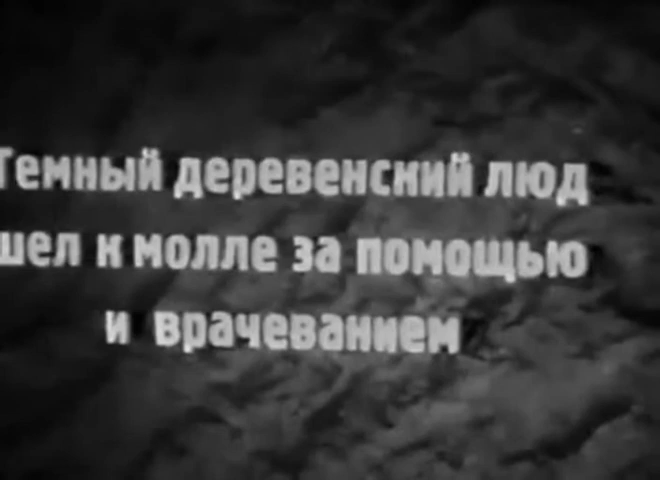 Темный деревенский люд
шел к молле за помощью
и врачеванием